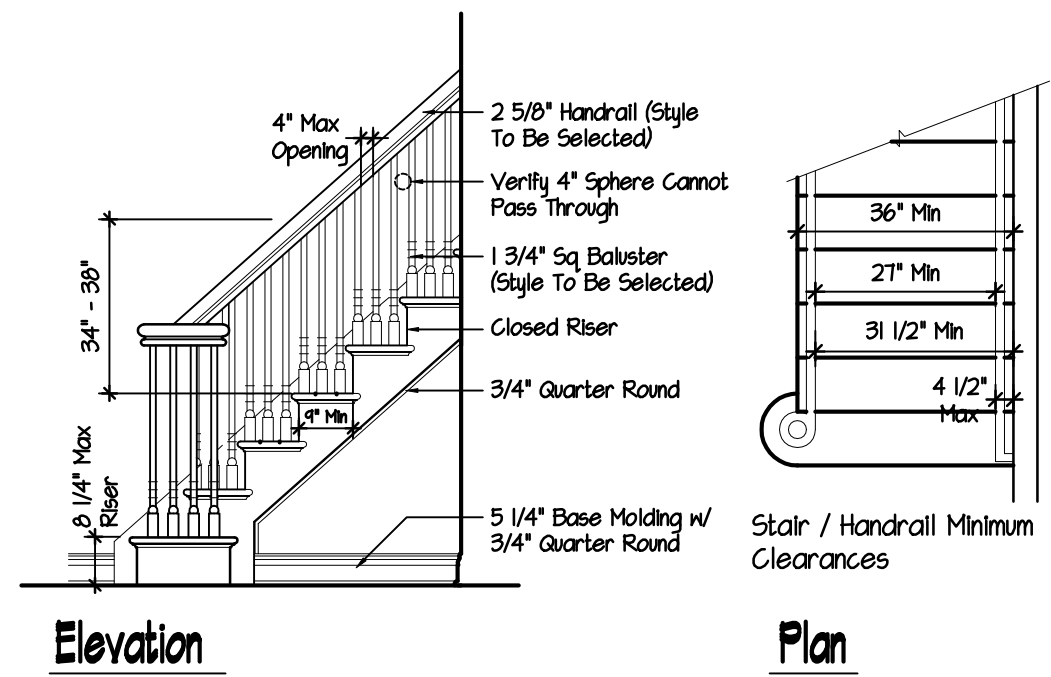 4" Max
Opening
2 5/8" Handrail (Style
To Be Selected)
Verify 4" Sphere Cannot
Pass Through
1 3/4" Sq Baluster
(Style To Be Selected)
Closed Riser
3/4" Quarter Round
34" - 38"
9" Min
8 1/4" Max
Riser
5 1/4" Base Molding w/
3/4" Quarter Round
Elevation
36" Min
27" Min
31 1/2" Min
4 1/2"
Max
Stair / Handrail Minimum
Clearances
Plan